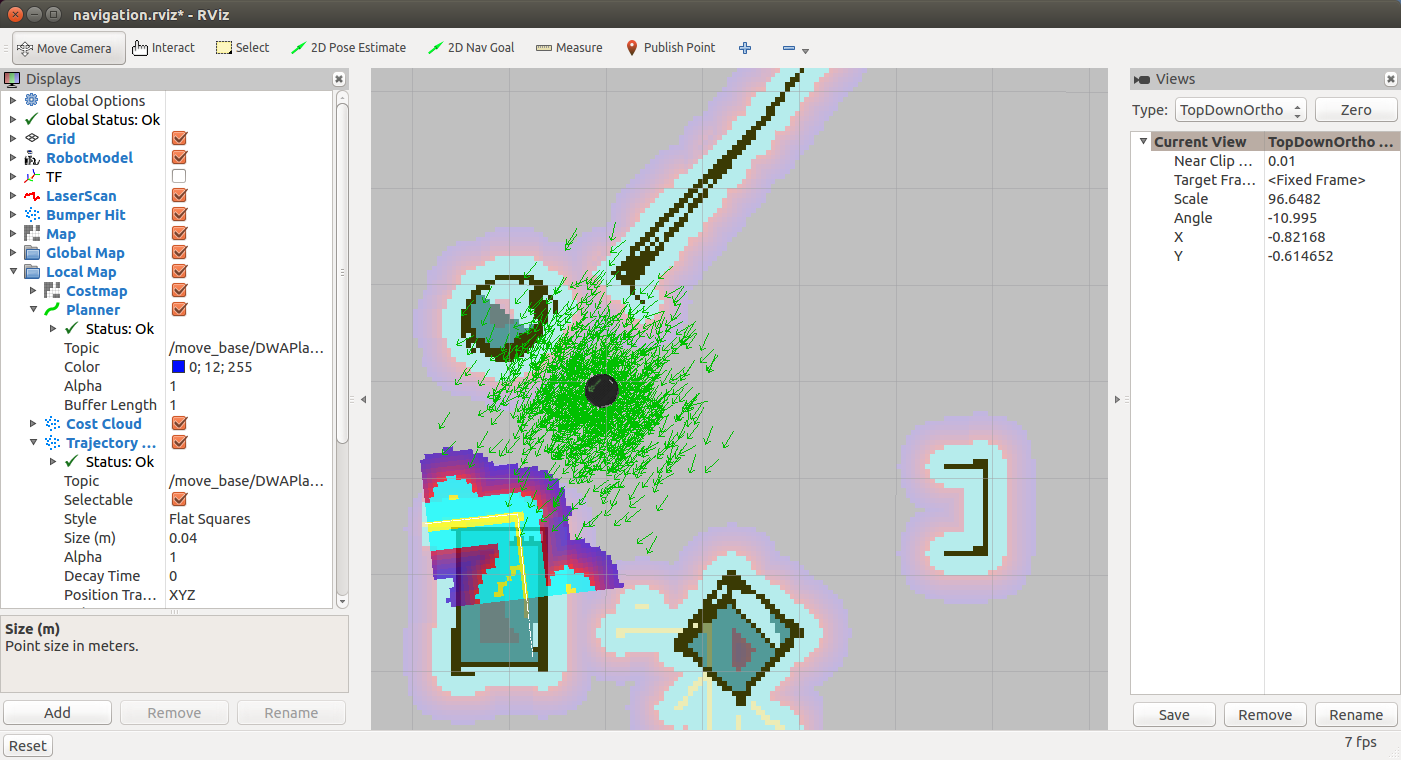 navigation.rviz* - RViz
Move Camera Interact Select 2D Pose Estimate 2D Nav Goal Measure Publish Point
Displays
Global Options
Global Status: Ok
Grid
RobotModel
TF
LaserScan
Bumper Hit
Map
Global Map
Local Map
Costmap
Planner
Status: Ok
Topic /move_base/DWAPla...
Color 0; 12; 255
Alpha 1
Buffer Length 1
Cost Cloud
Trajectory ...
Status: Ok
Topic /move_base/DWAPla...
Selectable
Style Flat Squares
Size (m) 0.04
Alpha 1
Decay Time 0
Position Tra... XYZ
Size (m)
Point size in meters.
Add Remove Rename
Reset
Views
Type: TopDownOrtho Zero
Current View TopDownOrtho ...
Near Clip ... 0.01
Target Fra... <Fixed Frame>
Scale 96.6482
Angle -10.995
X -0.82168
Y -0.614652
Save Remove Rename
7 fps